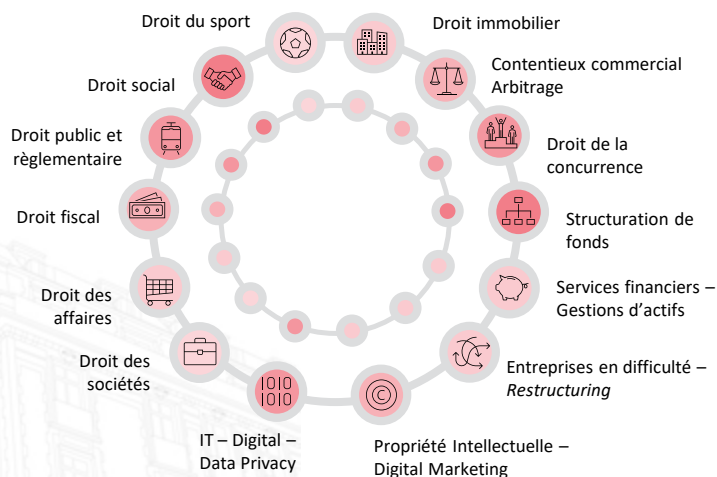 Droit du sport
Droit immobilier
Contentieux commercial
Arbitrage
Droit de la
concurrence
Structuration de
fonds
Services financiers –
Gestions d'actifs
Entreprises en difficulté –
Restructuring
Propriété Intellectuelle –
Digital Marketing
IT – Digital –
Data Privacy
Droit des
sociétés
Droit des
affaires
Droit fiscal
Droit public et
règlementaire
Droit social
IOIO
IOIO
C